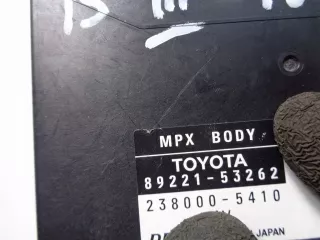 MPX BODY
TOYOTA
89221-53262
238000-5410
JAPAN